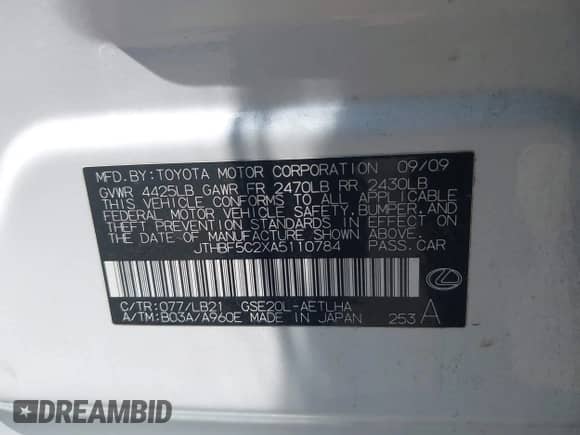 MFD. BY: TOYOTA MOTOR CORPORATION 09/09
GVWR 4425LB GAWR FR 2470LB RR 2430LB
THIS VEHICLE CONFORMS TO ALL APPLICABLE
FEDERAL MOTOR VEHICLE SAFETY, BUMPER, AND
THEFT PREVENTION STANDARDS IN EFFECT ON
THE DATE OF MANUFACTURE SHOWN ABOVE.
JTHBF5C2XA5110784 PASS. CAR
C/TR: 077/LB21 GSE20L-AETLHA
A/TM: B03A/A960E MADE IN JAPAN 253 A
DREAMBID